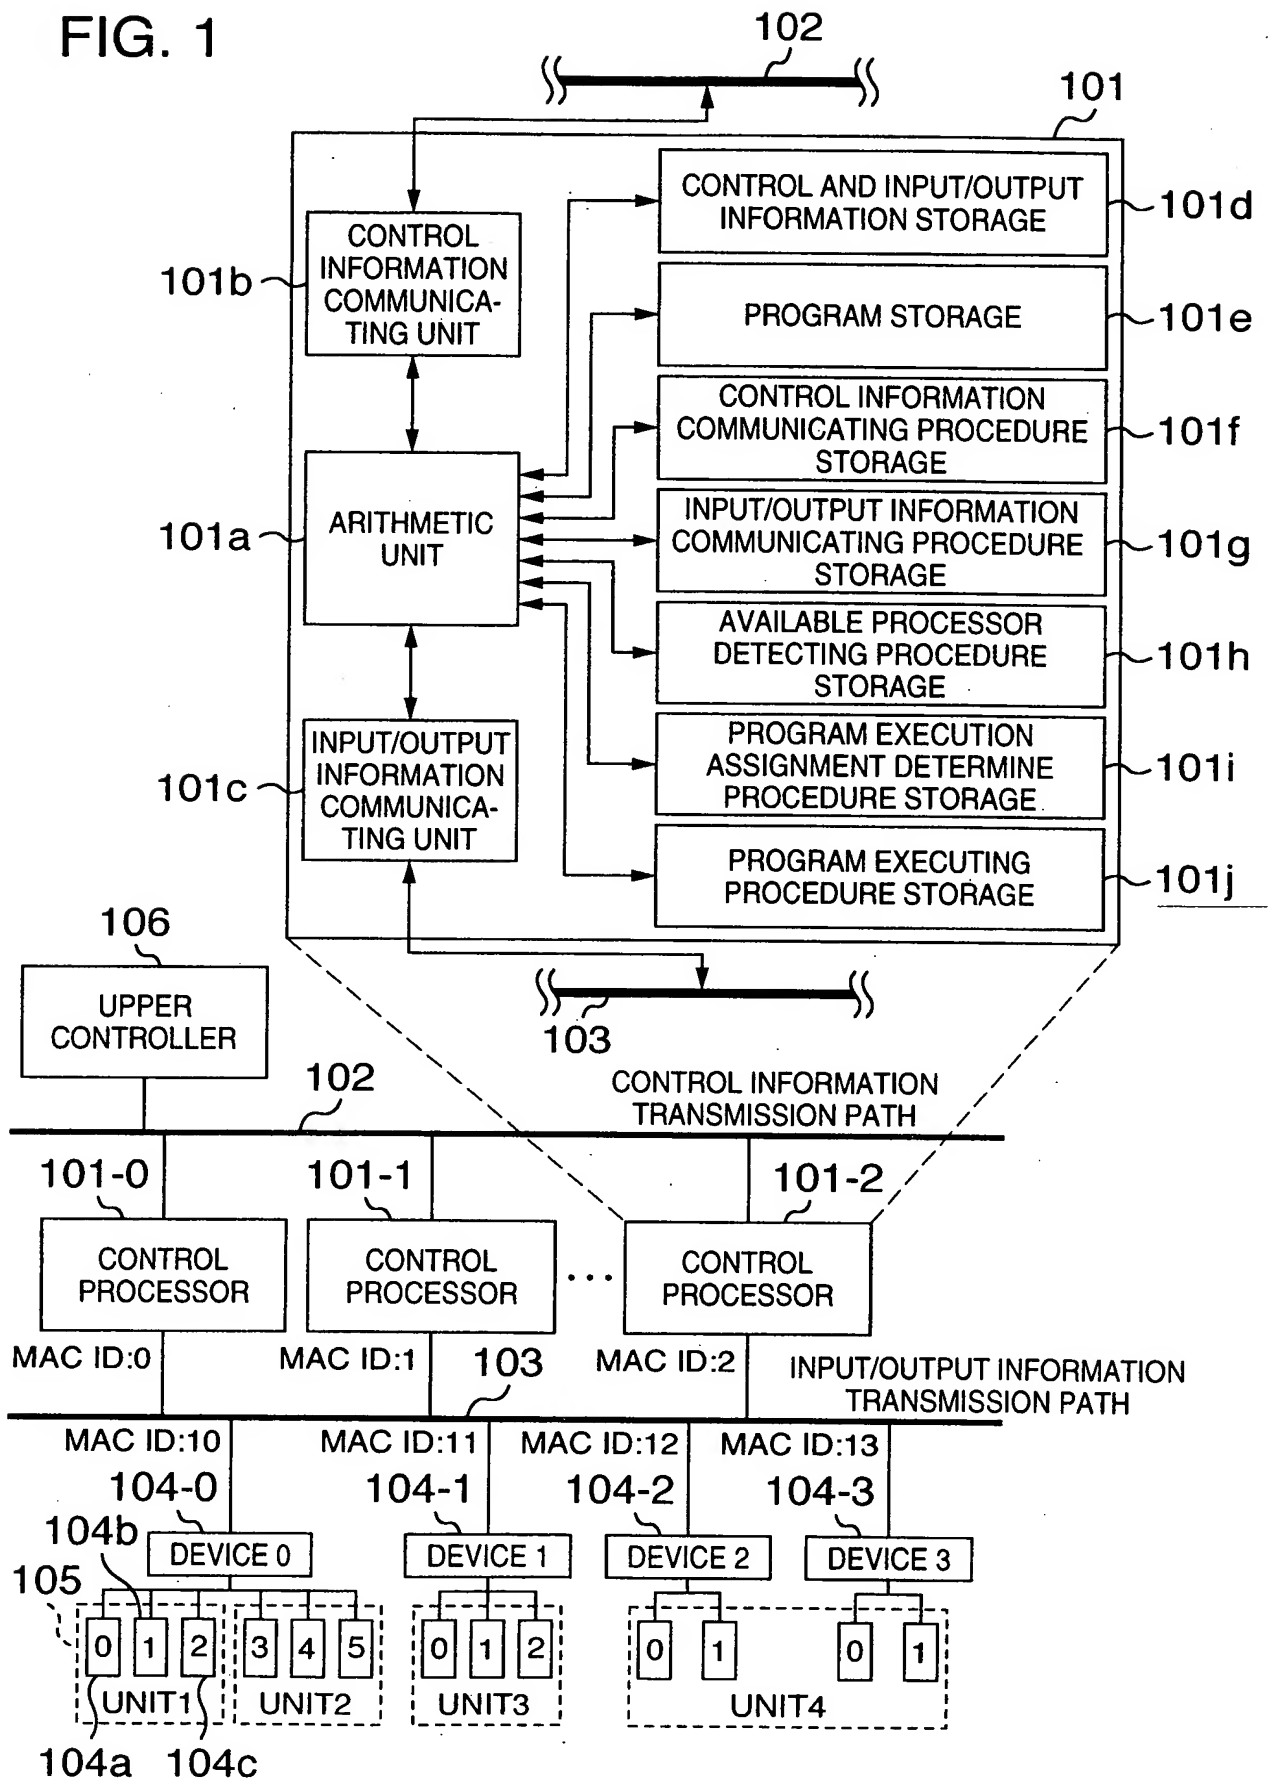 FIG. 1
102
101
CONTROL AND INPUT/OUTPUT
INFORMATION STORAGE
101d
CONTROL
INFORMATION
COMMUNICA-
TING UNIT
101b
PROGRAM STORAGE
101e
CONTROL INFORMATION
COMMUNICATING PROCEDURE
STORAGE
101f
ARITHMETIC
UNIT
101a
INPUT/OUTPUT INFORMATION
COMMUNICATING PROCEDURE
STORAGE
101g
AVAILABLE PROCESSOR
DETECTING PROCEDURE
STORAGE
101h
INPUT/OUTPUT
INFORMATION
COMMUNICA-
TING UNIT
101c
PROGRAM EXECUTION
ASSIGNMENT DETERMINE
PROCEDURE STORAGE
101i
PROGRAM EXECUTING
PROCEDURE STORAGE
101j
106
UPPER
CONTROLLER
103
102
CONTROL INFORMATION
TRANSMISSION PATH
101-0
101-1
101-2
CONTROL
PROCESSOR
CONTROL
PROCESSOR
...
CONTROL
PROCESSOR
MAC ID:0
MAC ID:1
103
MAC ID:2
INPUT/OUTPUT INFORMATION
TRANSMISSION PATH
MAC ID:10
MAC ID:11
MAC ID:12
MAC ID:13
104-0
104-1
104-2
104-3
104b
DEVICE 0
DEVICE 1
DEVICE 2
DEVICE 3
105
0 1 2
3 4 5
0 1 2
0 1
0 1
UNIT1
UNIT2
UNIT3
UNIT4
104a
104c